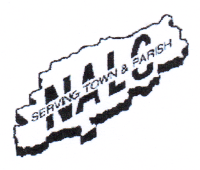 NALC
SERVING TOWN & PARISH